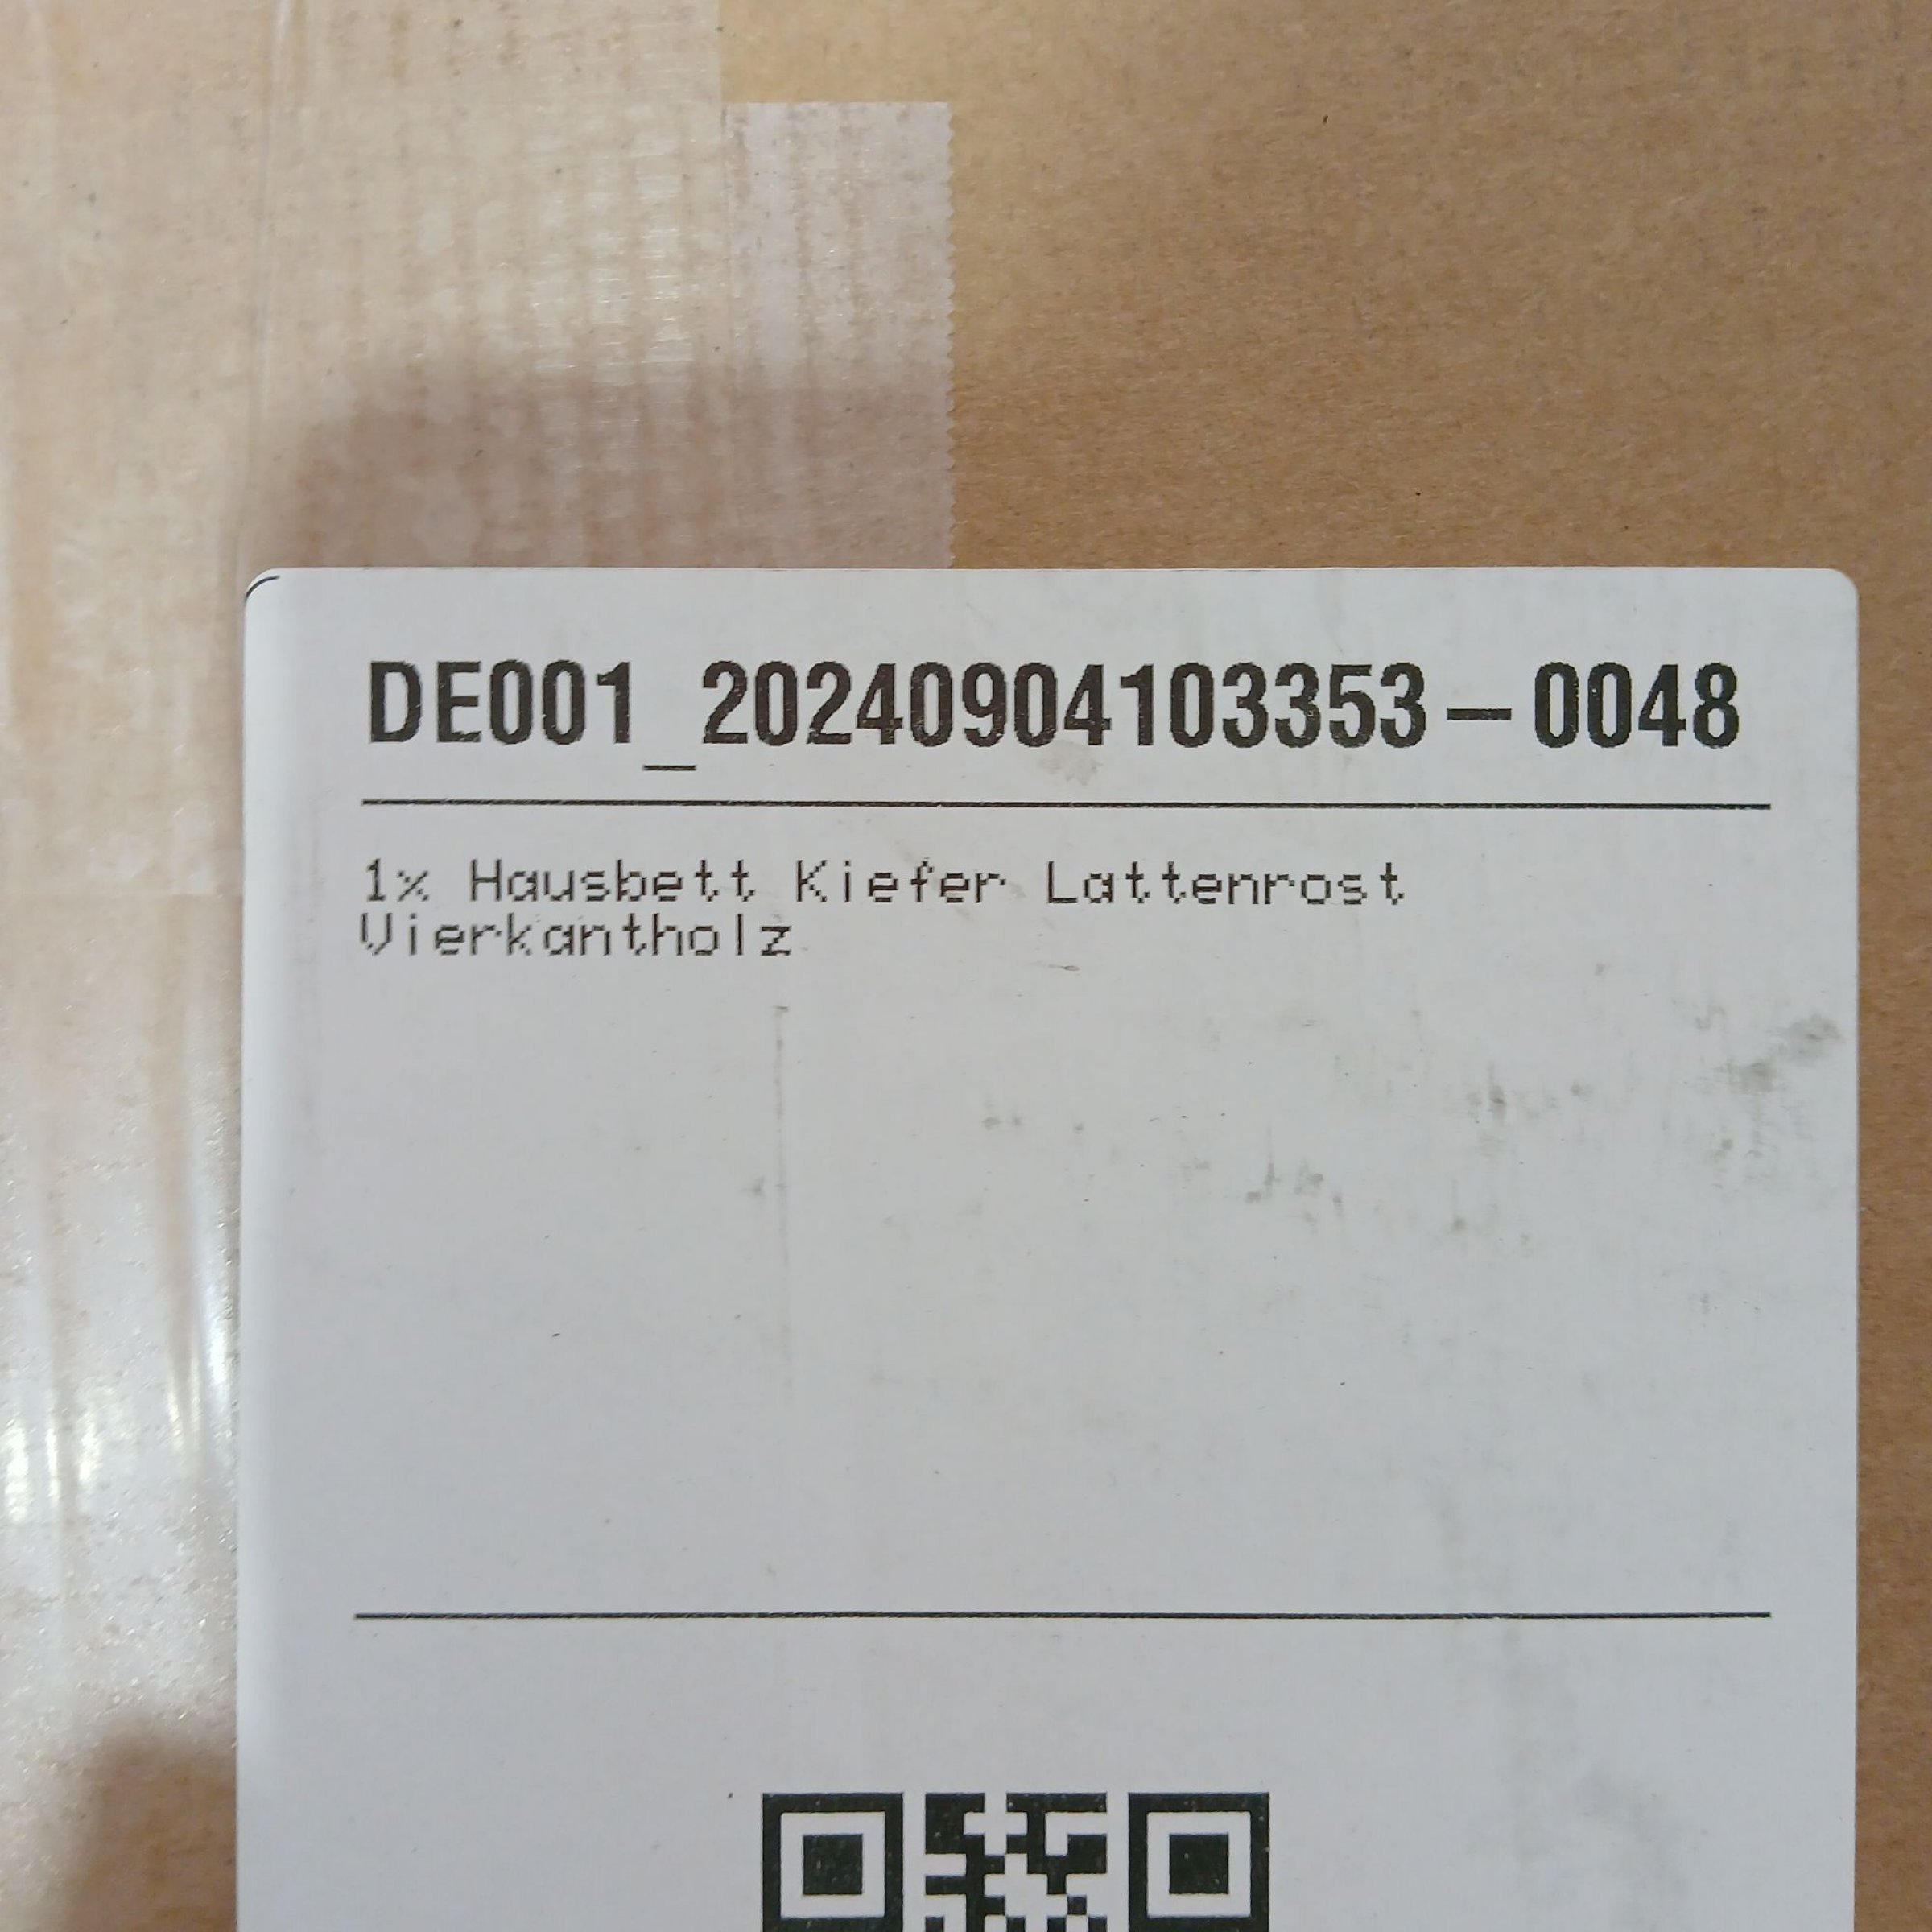 DE001_20240904103353-0048
1x Hausbett Kiefer Lattenrost
Vierkantholz